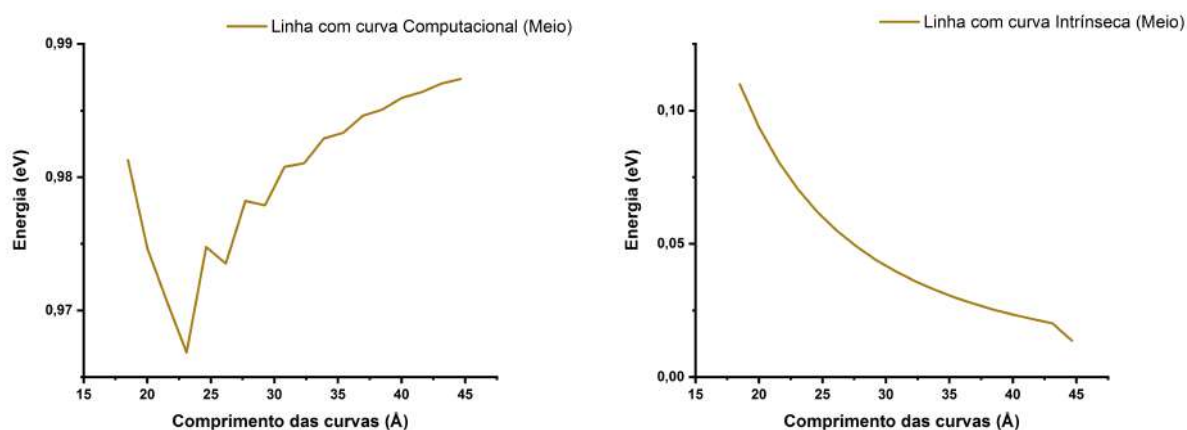 Linha com curva Computacional (Meio)
0,99
0,98
0,97
Energia (eV)
15 20 25 30 35 40 45
Comprimento das curvas (Å)
Linha com curva Intrínseca (Meio)
0,10
0,05
0,00
Energia (eV)
15 20 25 30 35 40 45
Comprimento das curvas (Å)